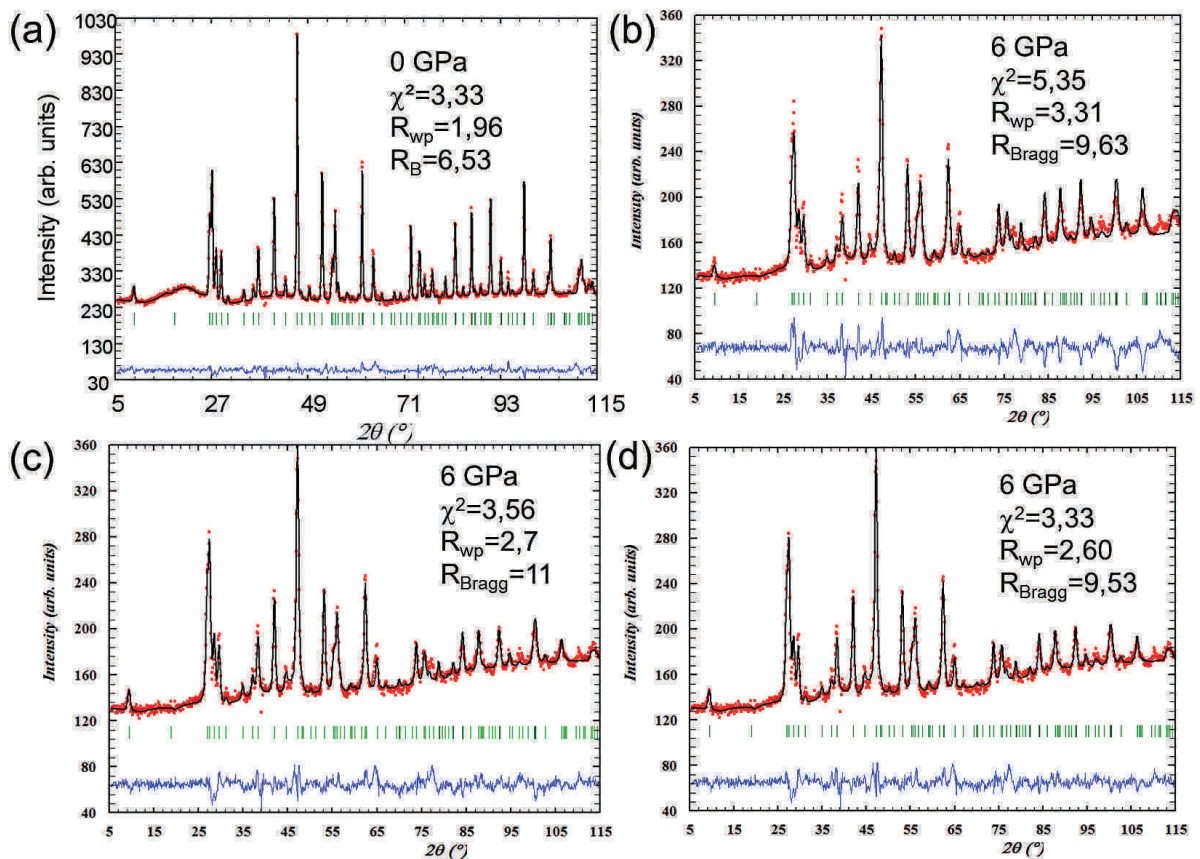 (a)
Intensity (arb. units)
1030
930
830
730
630
530
430
330
230
130
30
0 GPa
χ²=3,33
Rwp=1,96
RB=6,53
5 27 49 71 93 115
2θ (°)
(b)
Intensity (arb. units)
360
320
280
240
200
160
120
80
40
6 GPa
χ²=5,35
Rwp=3,31
RBragg=9,63
5 15 25 35 45 55 65 75 85 95 105 115
2θ (°)
(c)
Intensity (arb. units)
360
320
280
240
200
160
120
80
40
6 GPa
χ²=3,56
Rwp=2,7
RBragg=11
5 15 25 35 45 55 65 75 85 95 105 115
2θ (°)
(d)
Intensity (arb. units)
360
320
280
240
200
160
120
80
40
6 GPa
χ²=3,33
Rwp=2,60
RBragg=9,53
5 15 25 35 45 55 65 75 85 95 105 115
2θ (°)